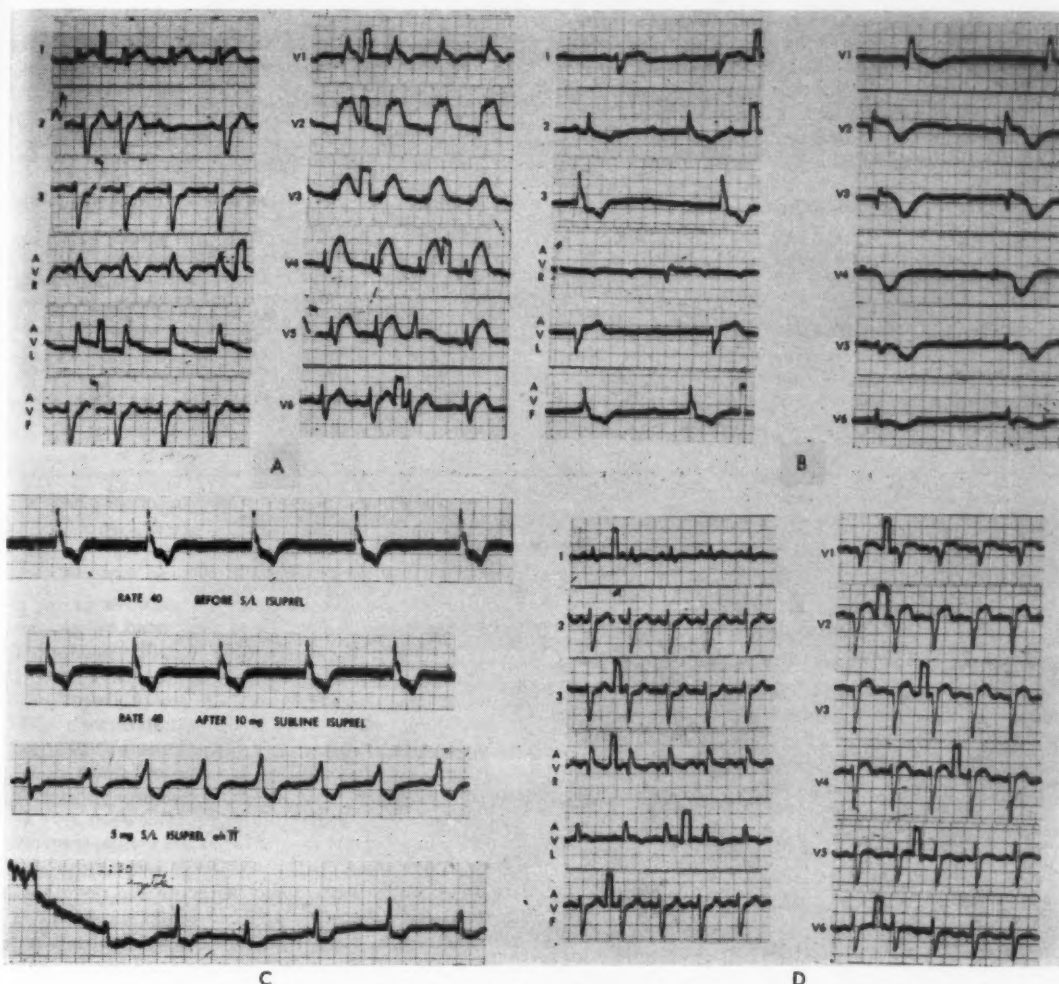 1
2
3
AVR
AVL
AVF
V1
V2
V3
V4
V5
V6
A
1
2
3
AVR
AVL
AVF
V1
V2
V3
V4
V5
V6
B
RATE 40 BEFORE S/L ISUPREL
RATE 48 AFTER 10 mg SUBLINE ISUPREL
5 mg S/L ISUPREL
C
1
2
3
AVR
AVL
AVF
V1
V2
V3
V4
V5
V6
D